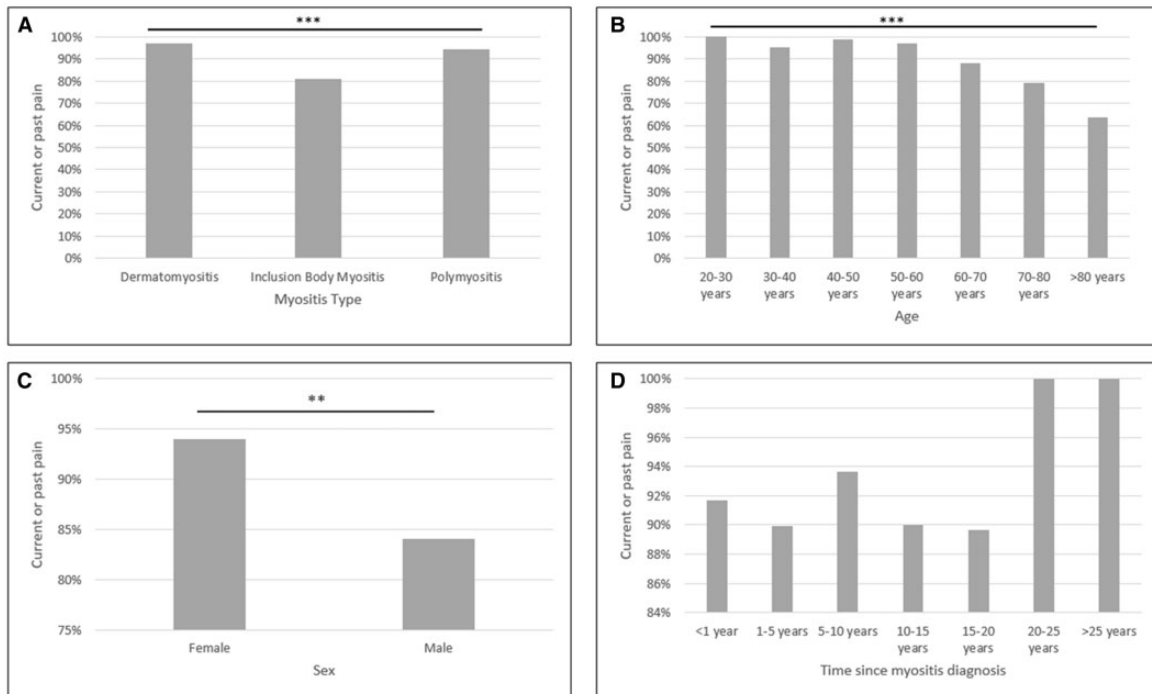 A
***
Current or past pain
100%
90%
80%
70%
60%
50%
40%
30%
20%
10%
0%
Dermatomyositis Inclusion Body Myositis Polymyositis
Myositis Type
B
***
Current or past pain
100%
90%
80%
70%
60%
50%
40%
30%
20%
10%
0%
20-30 30-40 40-50 50-60 60-70 70-80 >80 years
years years years years years years
Age
C
**
Current or past pain
100%
95%
90%
85%
80%
75%
Female Male
Sex
D
Current or past pain
100%
98%
96%
94%
92%
90%
88%
86%
84%
<1 year 1-5 years 5-10 years 10-15 15-20 20-25 >25 years
years years years
Time since myositis diagnosis